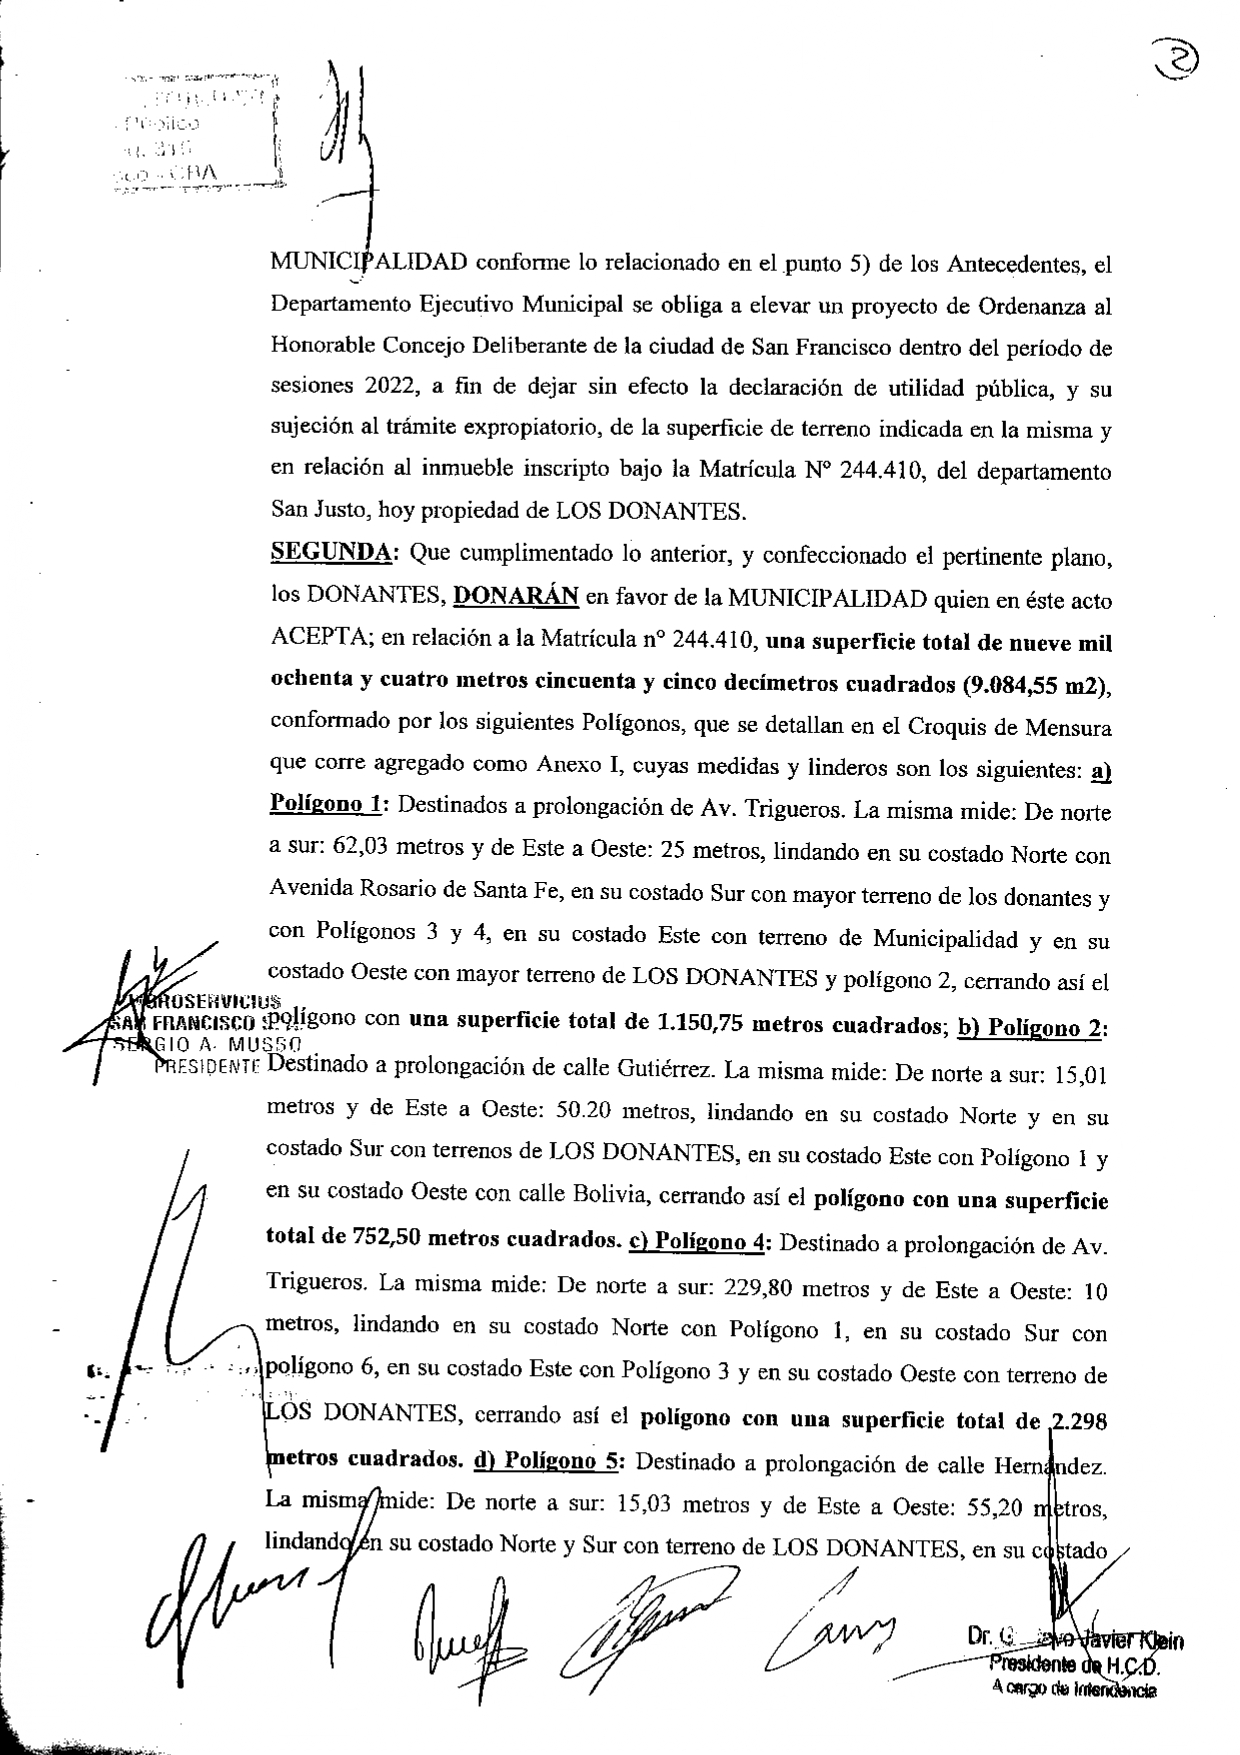 2
Público
CBA
MUNICIPALIDAD conforme lo relacionado en el punto 5) de los Antecedentes, el
Departamento Ejecutivo Municipal se obliga a elevar un proyecto de Ordenanza al
Honorable Concejo Deliberante de la ciudad de San Francisco dentro del período de
sesiones 2022, a fin de dejar sin efecto la declaración de utilidad pública, y su
sujeción al trámite expropiatorio, de la superficie de terreno indicada en la misma y
en relación al inmueble inscripto bajo la Matrícula Nº 244.410, del departamento
San Justo, hoy propiedad de LOS DONANTES.
SEGUNDA: Que cumplimentado lo anterior, y confeccionado el pertinente plano,
los DONANTES, DONARÁN en favor de la MUNICIPALIDAD quien en éste acto
ACEPTA; en relación a la Matrícula nº 244.410, una superficie total de nueve mil
ochenta y cuatro metros cincuenta y cinco decímetros cuadrados (9.084,55 m2),
conformado por los siguientes Polígonos, que se detallan en el Croquis de Mensura
que corre agregado como Anexo I, cuyas medidas y linderos son los siguientes: a)
Polígono 1: Destinados a prolongación de Av. Trigueros. La misma mide: De norte
a sur: 62,03 metros y de Este a Oeste: 25 metros, lindando en su costado Norte con
Avenida Rosario de Santa Fe, en su costado Sur con mayor terreno de los donantes y
con Polígonos 3 y 4, en su costado Este con terreno de Municipalidad y en su
costado Oeste con mayor terreno de LOS DONANTES y polígono 2, cerrando así el
polígono con una superficie total de 1.150,75 metros cuadrados; b) Polígono 2:
Destinado a prolongación de calle Gutiérrez. La misma mide: De norte a sur: 15,01
metros y de Este a Oeste: 50.20 metros, lindando en su costado Norte y en su
costado Sur con terrenos de LOS DONANTES, en su costado Este con Polígono 1 y
en su costado Oeste con calle Bolivia, cerrando así el polígono con una superficie
total de 752,50 metros cuadrados. c) Polígono 4: Destinado a prolongación de Av.
Trigueros. La misma mide: De norte a sur: 229,80 metros y de Este a Oeste: 10
metros, lindando en su costado Norte con Polígono 1, en su costado Sur con
polígono 6, en su costado Este con Polígono 3 y en su costado Oeste con terreno de
LOS DONANTES, cerrando así el polígono con una superficie total de 2.298
metros cuadrados. d) Polígono 5: Destinado a prolongación de calle Hernández.
La misma mide: De norte a sur: 15,03 metros y de Este a Oeste: 55,20 metros,
lindando en su costado Norte y Sur con terreno de LOS DONANTES, en su costado
AGROSERVICIOS
SAN FRANCISCO
SERGIO A. MUSSO
PRESIDENTE
Dr. Javier Klein
Presidente de H.C.D.
A cargo de Intendencia